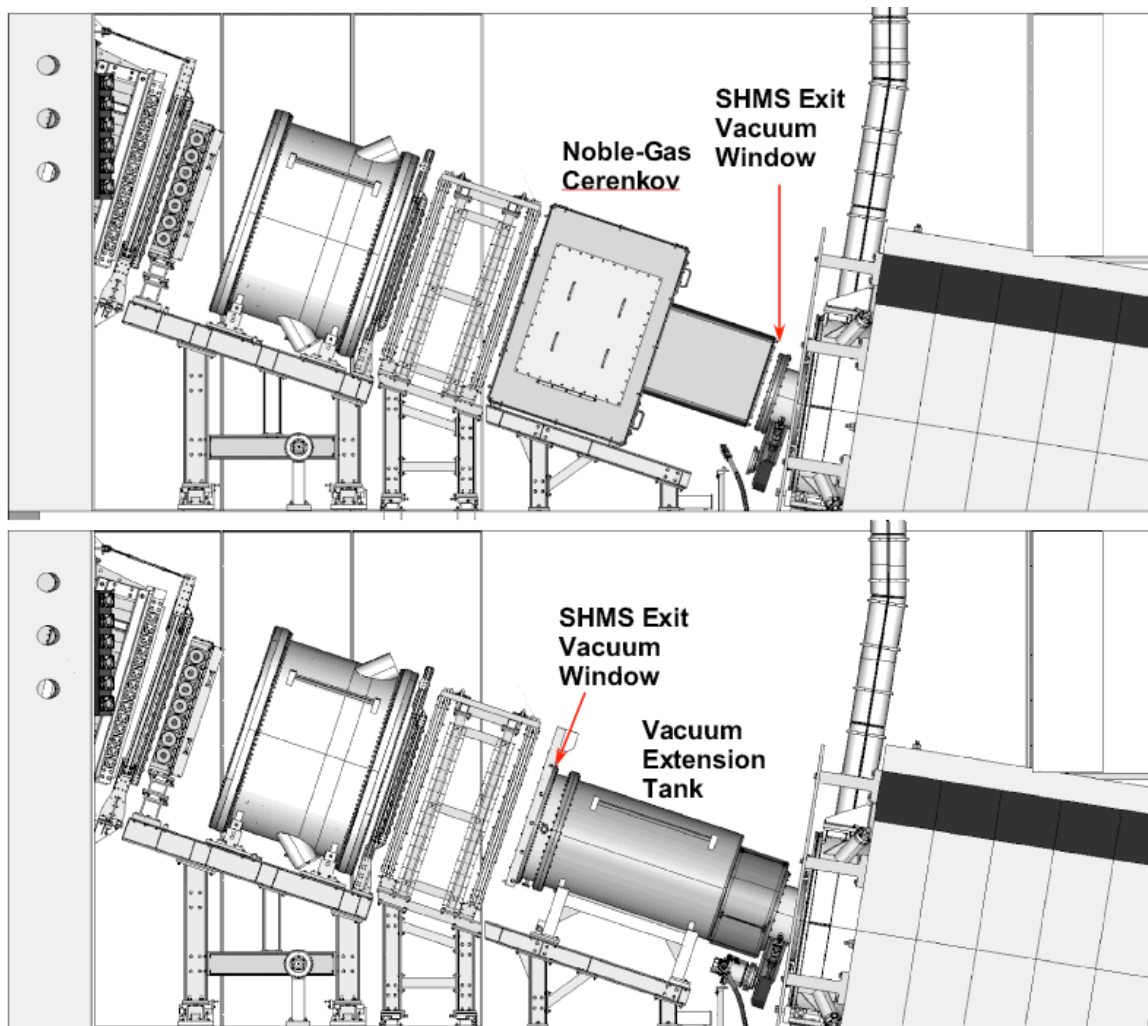 SHMS Exit
Vacuum
Window
Noble-Gas
Cerenkov
SHMS Exit
Vacuum
Window
Vacuum
Extension
Tank